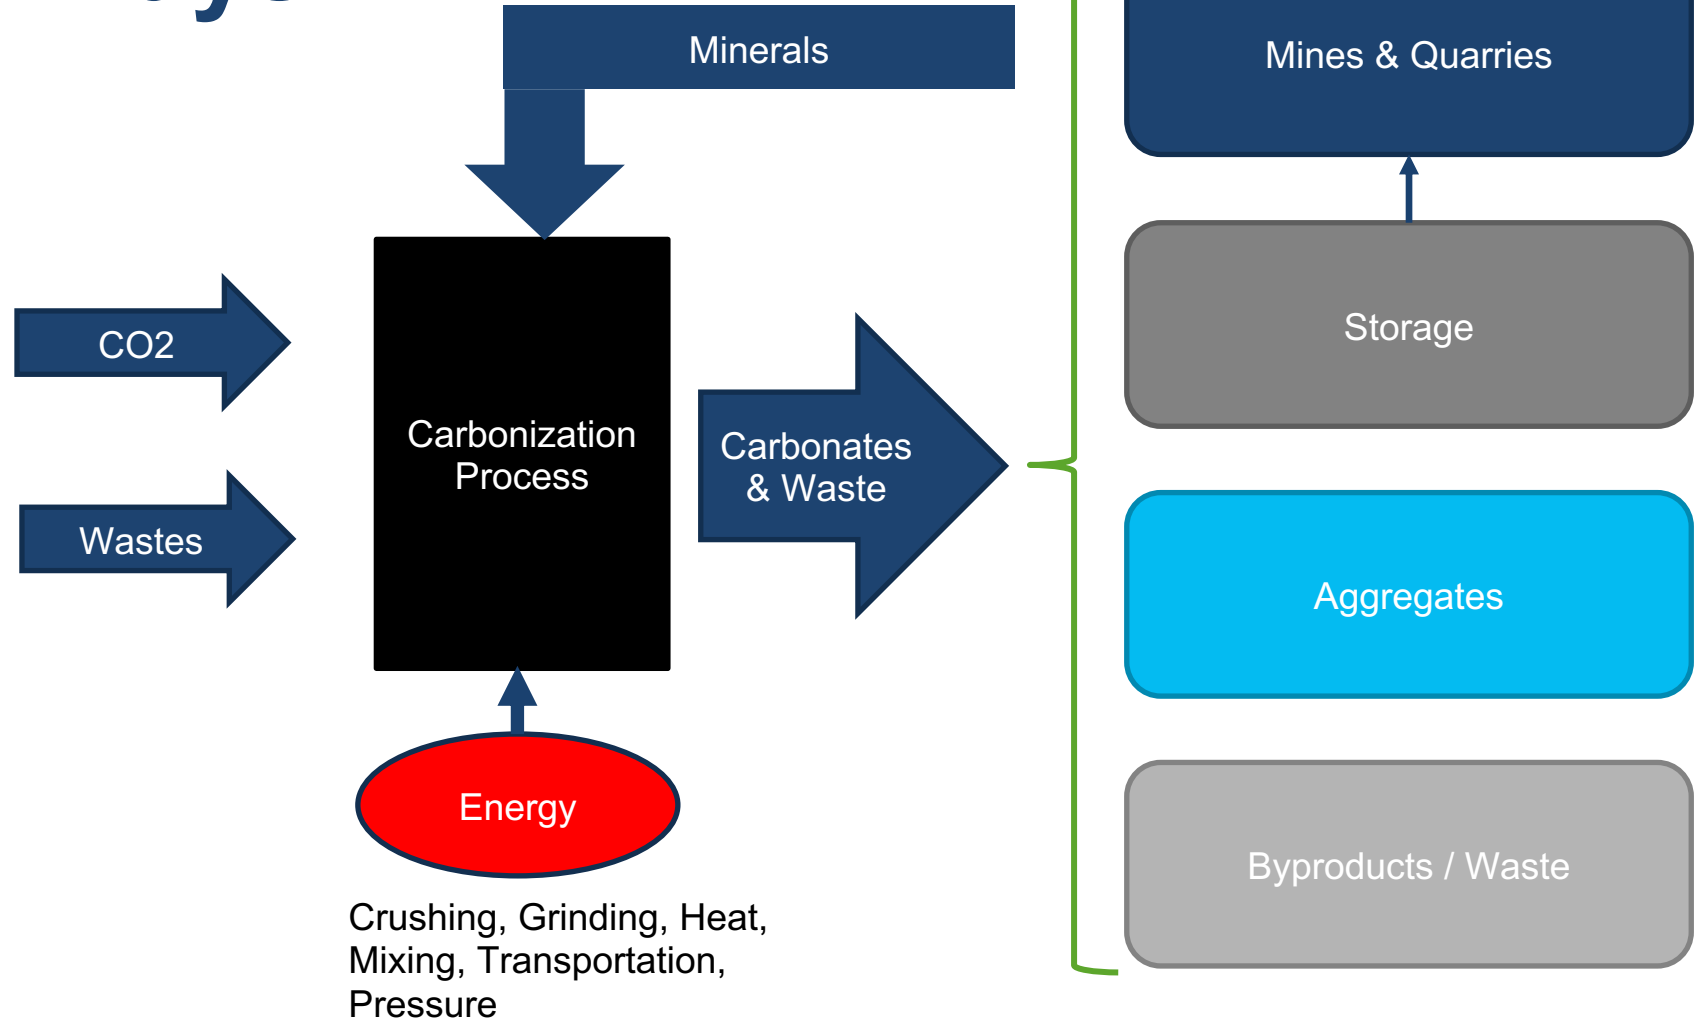 Minerals
Mines & Quarries
CO2
Storage
Carbonization
Process
Carbonates
& Waste
Wastes
Aggregates
Energy
Byproducts / Waste
Crushing, Grinding, Heat,
Mixing, Transportation,
Pressure